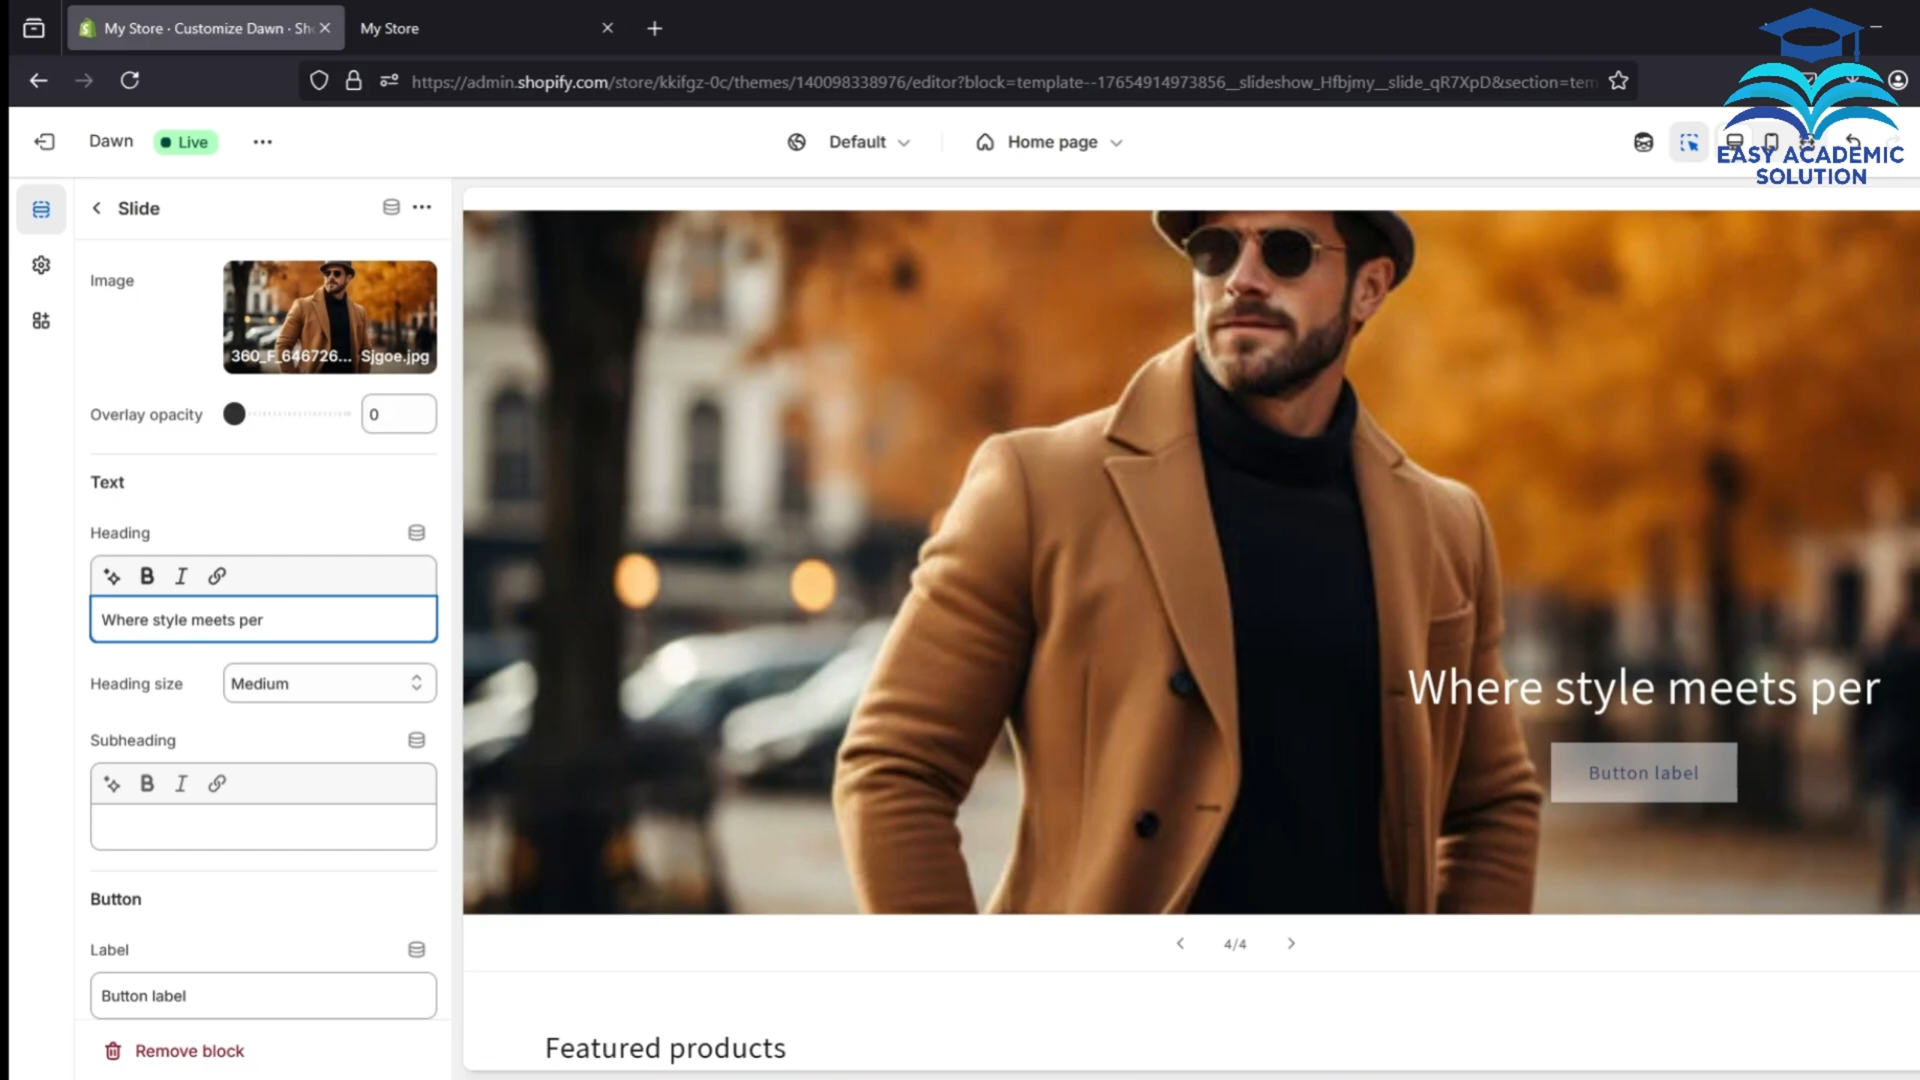 My Store · Customize Dawn · Sh
My Store
https://admin.shopify.com/store/kkifgz-0c/themes/140098338976/editor?block=template--17654914973856__slideshow_Hfbjmy__slide_qR7XpD&section=tem
EASY ACADEMIC
SOLUTION
Dawn
Live
Default
Home page
Slide
Image
360_F_646726... Sjgoe.jpg
Overlay opacity
0
Text
Heading
B I
Where style meets per
Heading size
Medium
Subheading
B I
Button
Label
Button label
Remove block
Where style meets per
Button label
4/4
Featured products